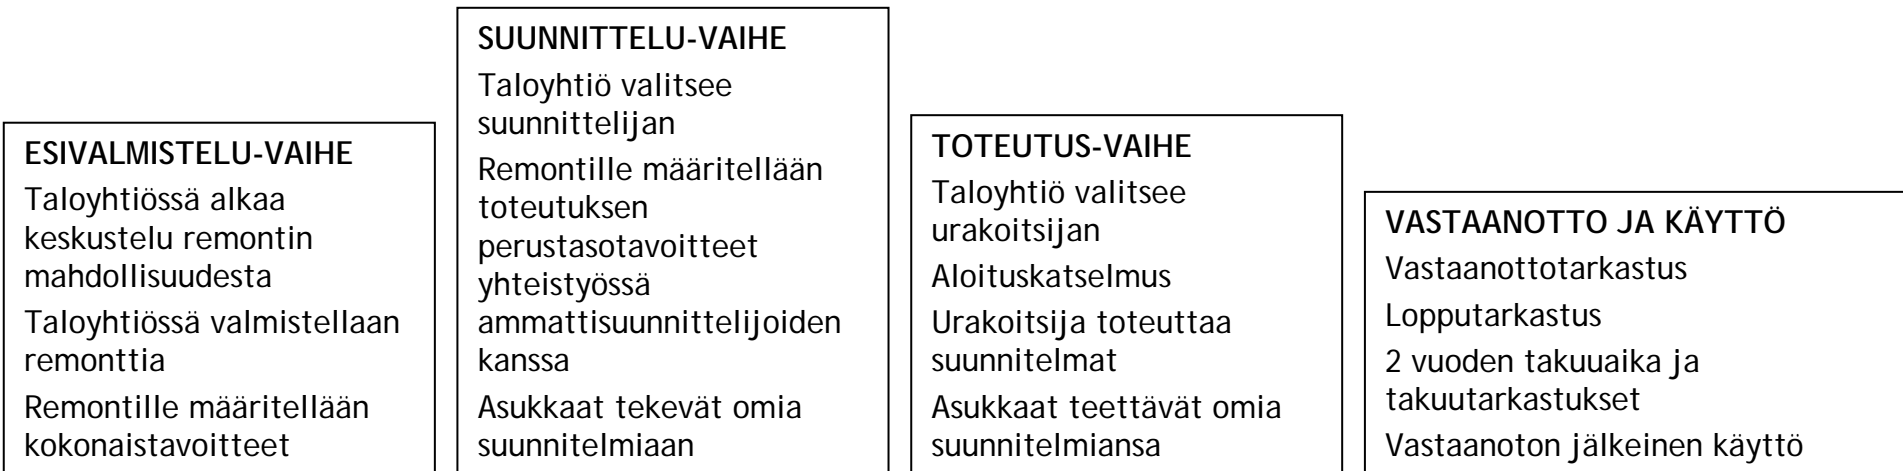 ESIVALMISTELU-VAIHE
Taloyhtiössä alkaa
keskustelu remontin
mahdollisuudesta
Taloyhtiössä valmistellaan
remonttia
Remontille määritellään
kokonaistavoitteet
SUUNNITTELU-VAIHE
Taloyhtiö valitsee
suunnittelijan
Remontille määritellään
toteutuksen
perustasotavoitteet
yhteistyössä
ammattisuunnittelijoiden
kanssa
Asukkaat tekevät omia
suunnitelmiaan
TOTEUTUS-VAIHE
Taloyhtiö valitsee
urakoitsijan
Aloituskatselmus
Urakoitsija toteuttaa
suunnitelmat
Asukkaat teettävät omia
suunnitelmiansa
VASTAANOTTO JA KÄYTTÖ
Vastaanottotarkastus
Lopputarkastus
2 vuoden takuuaika ja
takuutarkastukset
Vastaanoton jälkeinen käyttö